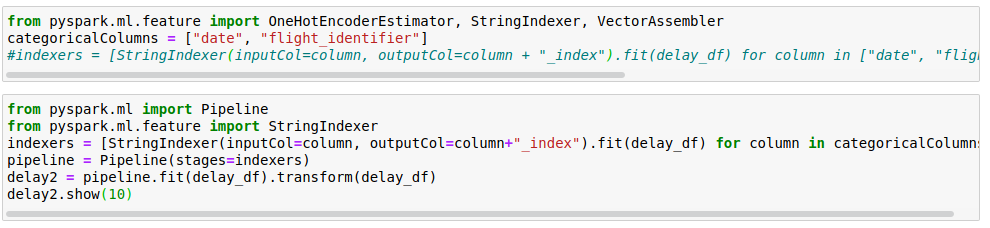 from pyspark.ml.feature import OneHotEncoderEstimator, StringIndexer, VectorAssembler
categoricalColumns = ["date", "flight_identifier"]
#indexers = [StringIndexer(inputCol=column, outputCol=column + "_index").fit(delay_df) for column in ["date", "flig
from pyspark.ml import Pipeline
from pyspark.ml.feature import StringIndexer
indexers = [StringIndexer(inputCol=column, outputCol=column+"_index").fit(delay_df) for column in categoricalColumns
pipeline = Pipeline(stages=indexers)
delay2 = pipeline.fit(delay_df).transform(delay_df)
delay2.show(10)